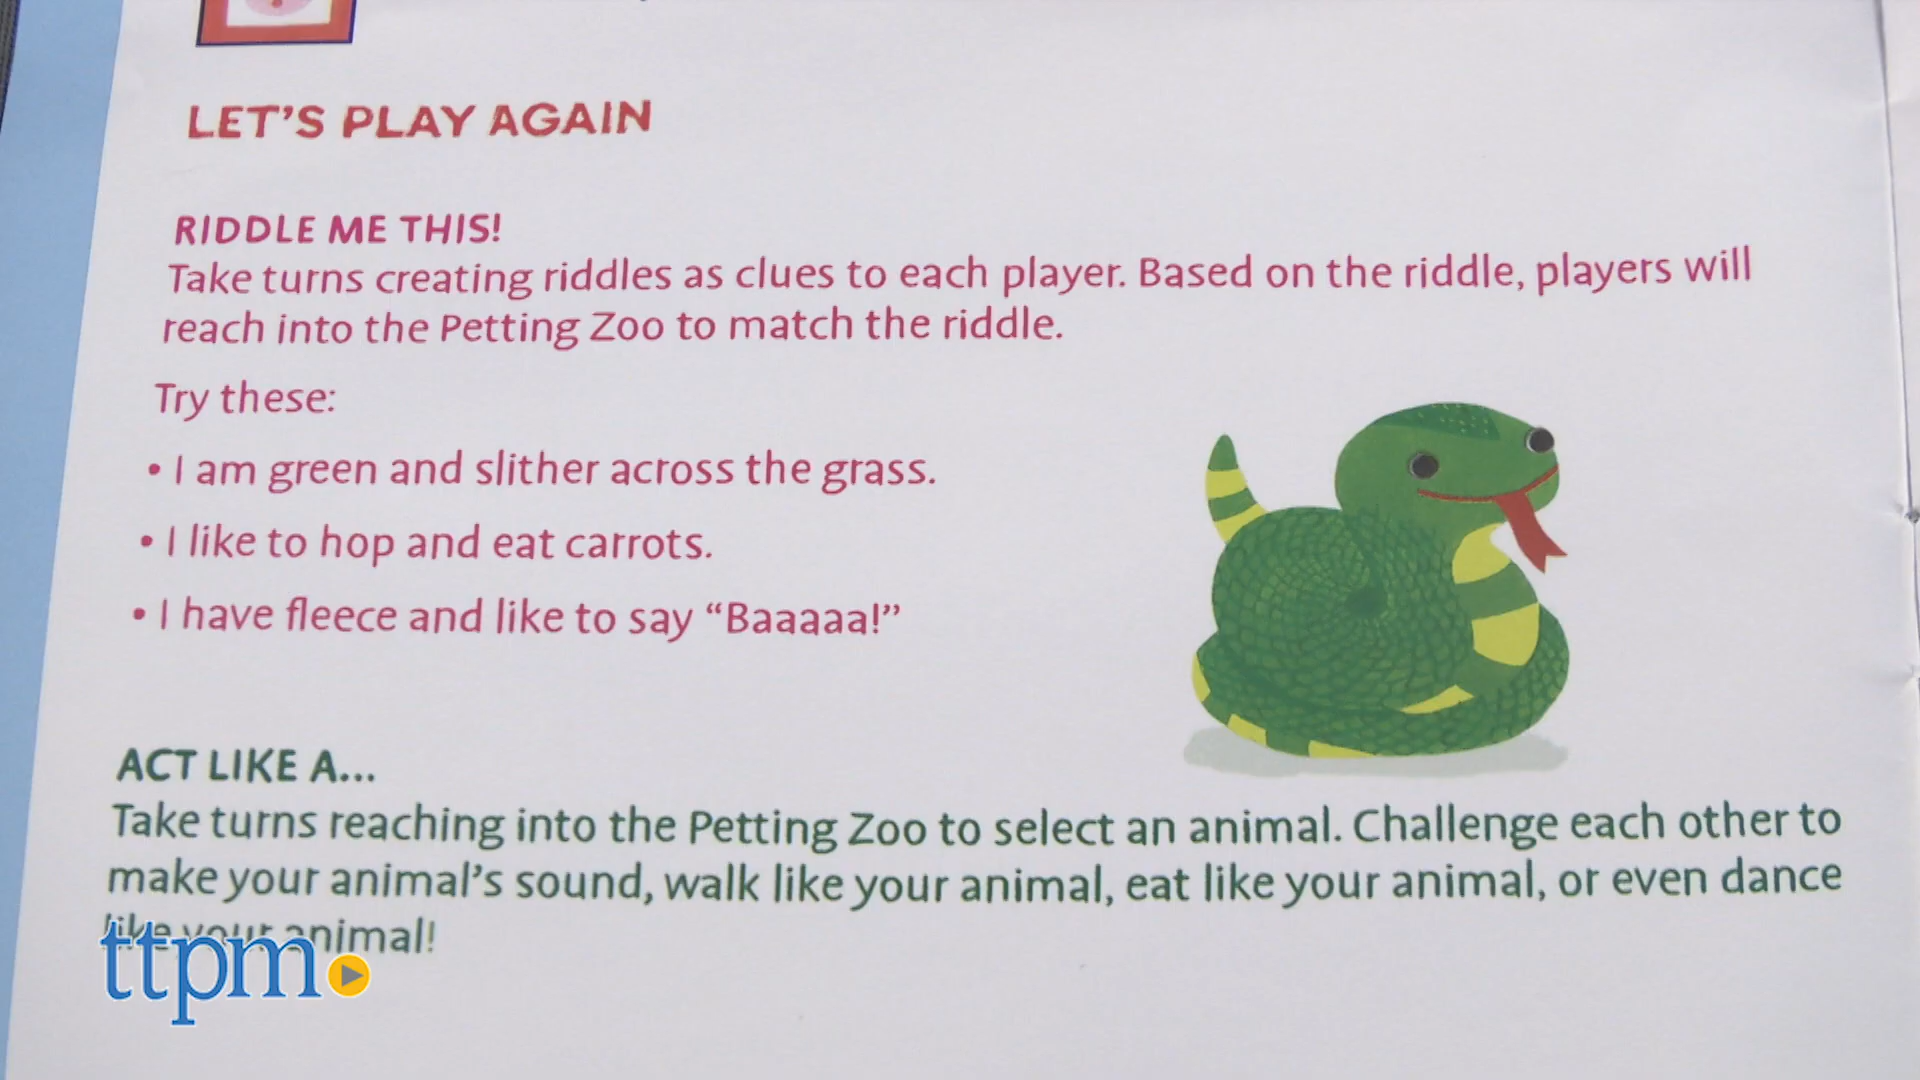 LET'S PLAY AGAIN
RIDDLE ME THIS!
Take turns creating riddles as clues to each player. Based on the riddle, players will
reach into the Petting Zoo to match the riddle.
Try these:
• I am green and slither across the grass.
• I like to hop and eat carrots.
• I have fleece and like to say “Baaaaa!”
ACT LIKE A...
Take turns reaching into the Petting Zoo to select an animal. Challenge each other to
make your animal's sound, walk like your animal, eat like your animal, or even dance
like your animal!
ttpm